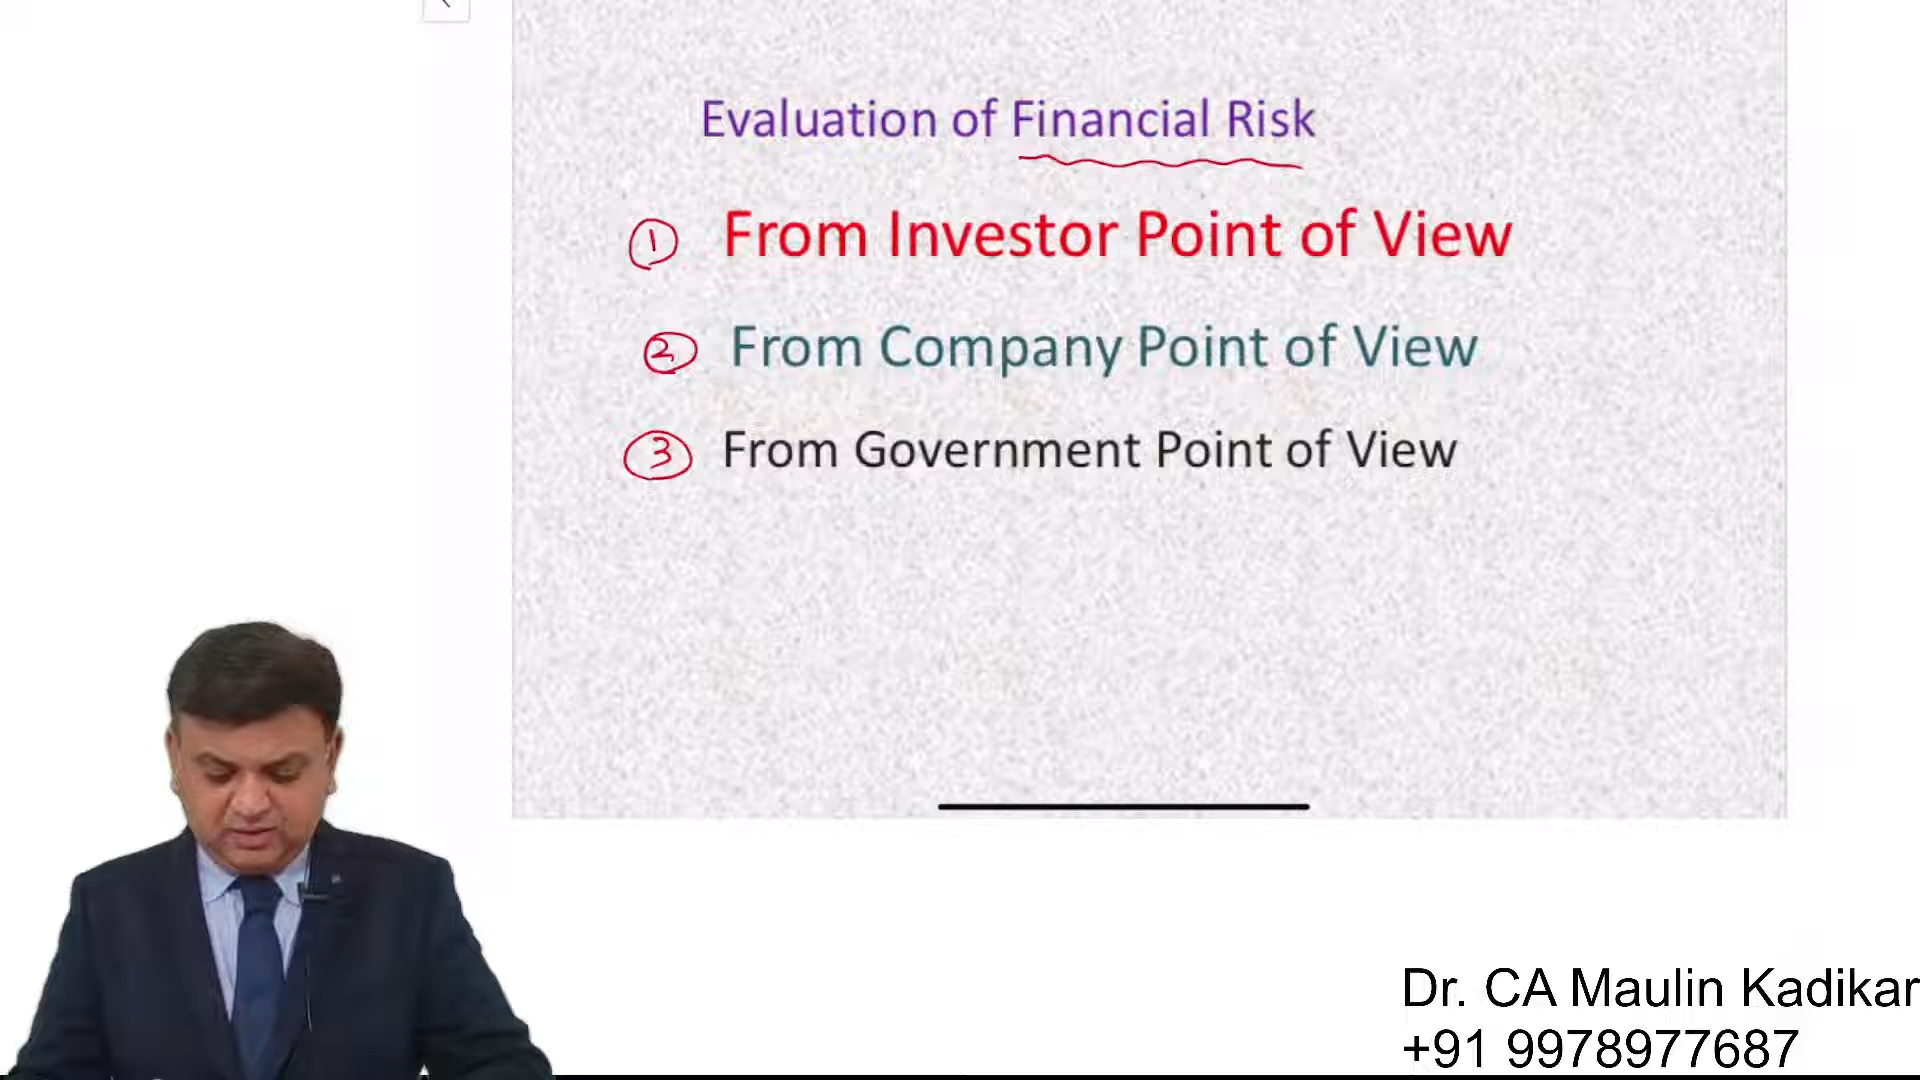 Evaluation of Financial Risk
1 From Investor Point of View
2 From Company Point of View
3 From Government Point of View
Dr. CA Maulin Kadikar
+91 9978977687